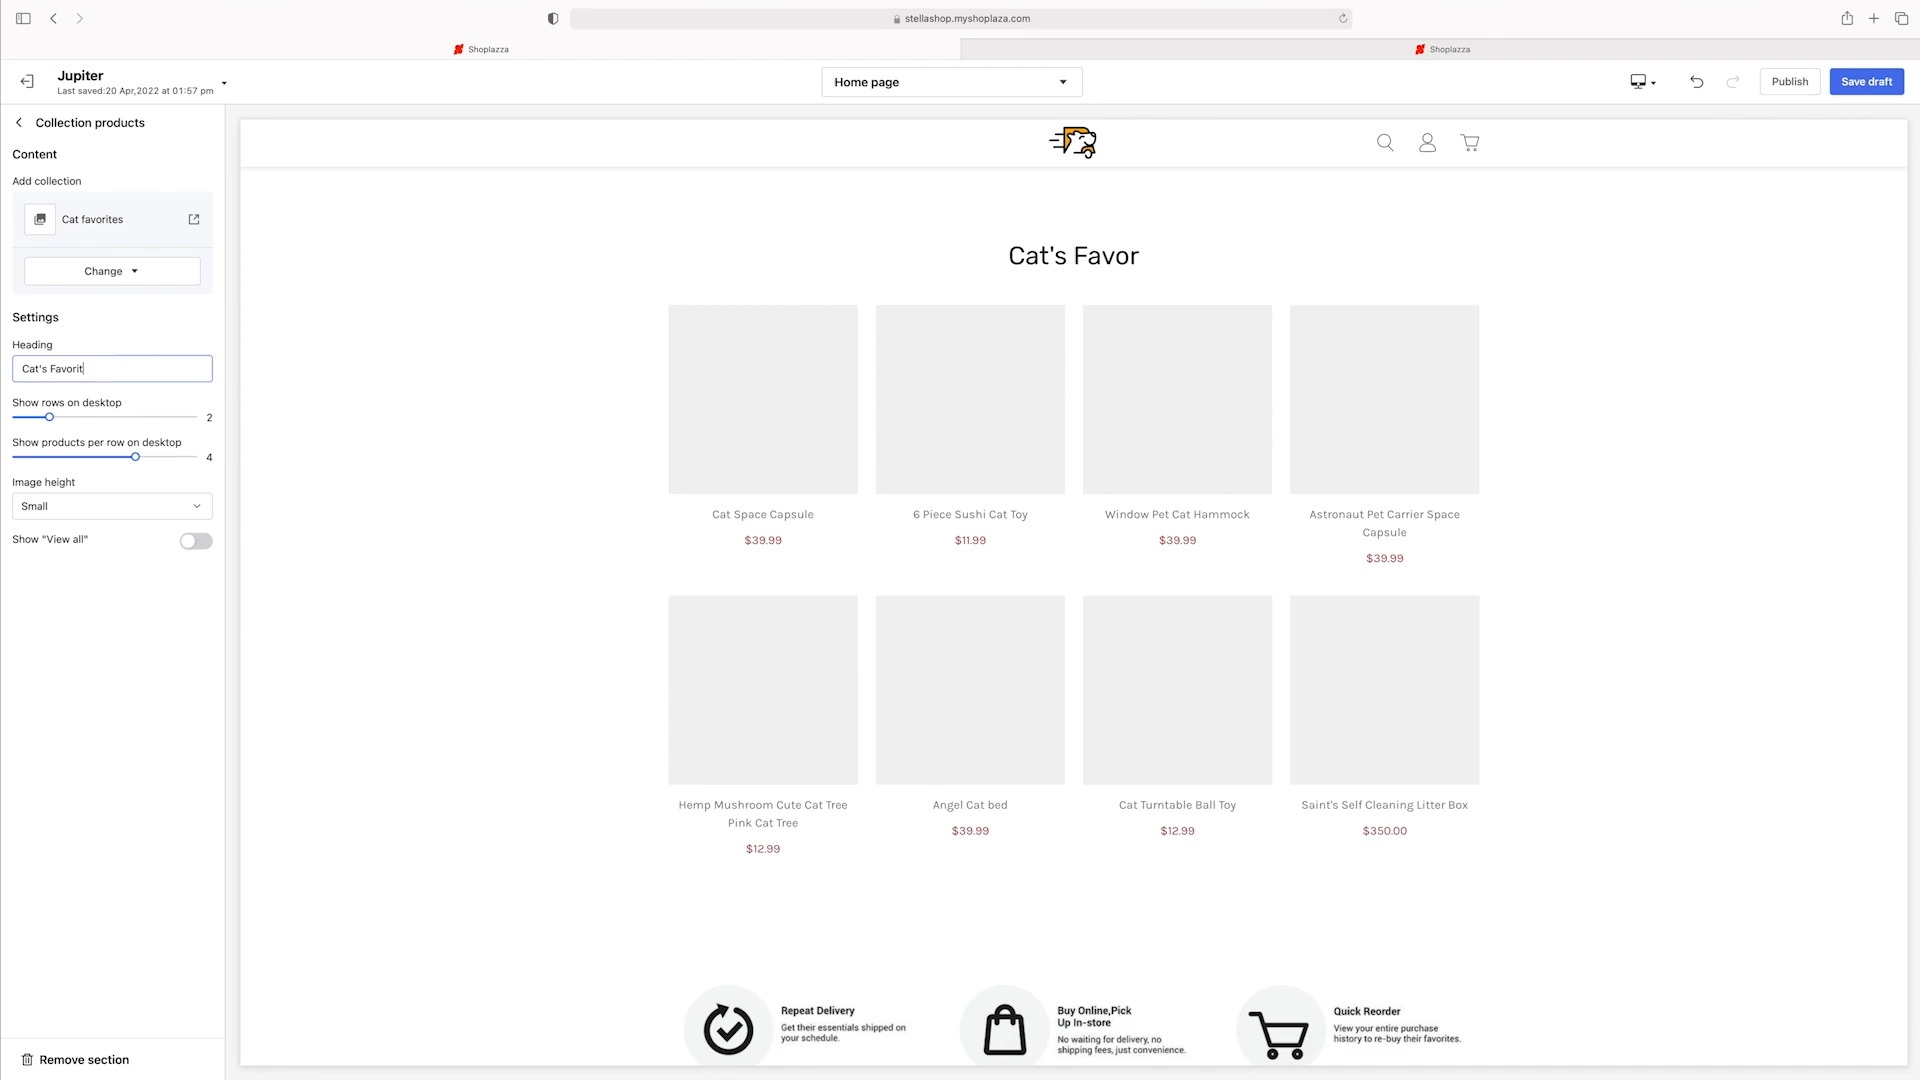 stellashop.myshoplaza.com
Shoplazza
Shoplazza
Jupiter
Last saved:20 Apr,2022 at 01:57 pm
Home page
Publish
Save draft
Collection products
Content
Add collection
Cat favorites
Change
Settings
Heading
Cat's Favorit
Show rows on desktop
2
Show products per row on desktop
4
Image height
Small
Show "View all"
Remove section
Cat's Favor
Cat Space Capsule
$39.99
6 Piece Sushi Cat Toy
$11.99
Window Pet Cat Hammock
$39.99
Astronaut Pet Carrier Space
Capsule
$39.99
Hemp Mushroom Cute Cat Tree
Pink Cat Tree
$12.99
Angel Cat bed
$39.99
Cat Turntable Ball Toy
$12.99
Saint's Self Cleaning Litter Box
$350.00
Repeat Delivery
Get their essentials shipped on
your schedule.
Buy Online,Pick
Up In-store
No waiting for delivery, no
shipping fees, just convenience.
Quick Reorder
View your entire purchase
history to re-buy their favorites.